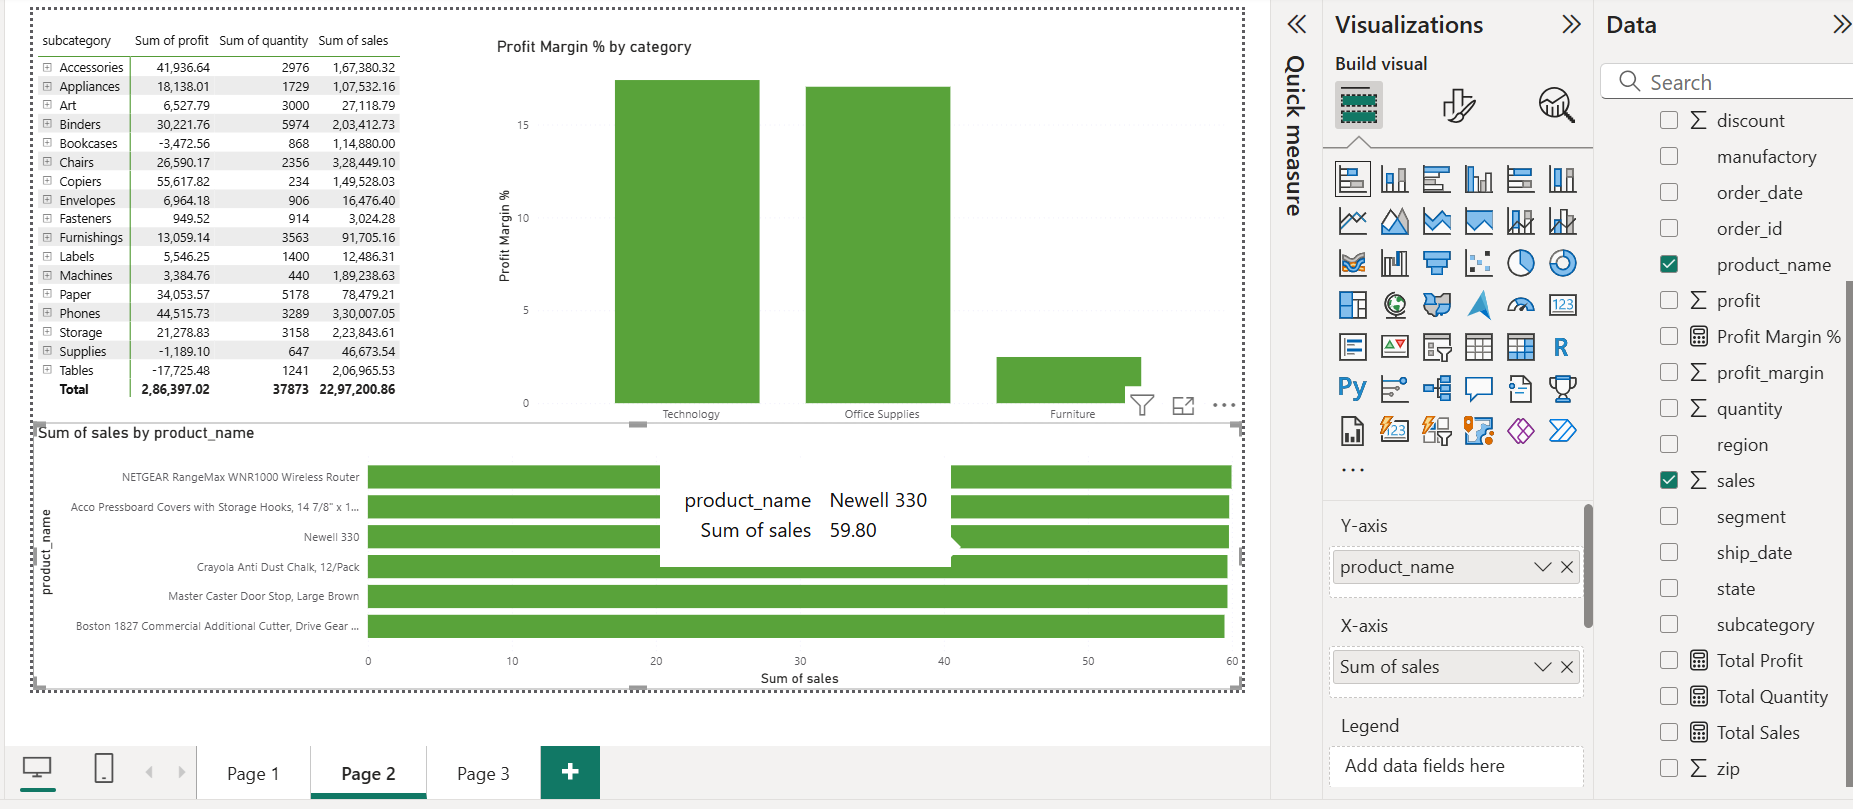 subcategory Sum of profit Sum of quantity Sum of sales
Accessories 41,936.64 2976 1,67,380.32
Appliances 18,138.01 1729 1,07,532.16
Art 6,527.79 3000 27,118.79
Binders 30,221.76 5974 2,03,412.73
Bookcases -3,472.56 868 1,14,880.00
Chairs 26,590.17 2356 3,28,449.10
Copiers 55,617.82 234 1,49,528.03
Envelopes 6,964.18 906 16,476.40
Fasteners 949.52 914 3,024.28
Furnishings 13,059.14 3563 91,705.16
Labels 5,546.25 1400 12,486.31
Machines 3,384.76 440 1,89,238.63
Paper 34,053.57 5178 78,479.21
Phones 44,515.73 3289 3,30,007.05
Storage 21,278.83 3158 2,23,843.61
Supplies -1,189.10 647 46,673.54
Tables -17,725.48 1241 2,06,965.53
Total 2,86,397.02 37873 22,97,200.86
Profit Margin % by category
Profit Margin %
15
10
5
0
Technology Office Supplies Furniture
Sum of sales by product_name
product_name
NETGEAR RangeMax WNR1000 Wireless Router
Acco Pressboard Covers with Storage Hooks, 14 7/8" x 1...
Newell 330
Crayola Anti Dust Chalk, 12/Pack
Master Caster Door Stop, Large Brown
Boston 1827 Commercial Additional Cutter, Drive Gear ...
product_name Newell 330
Sum of sales 59.80
0 10 20 30 40 50 60
Sum of sales
Page 1 Page 2 Page 3 +
Quick measure
Visualizations
Build visual
123
R
Py
123
...
Y-axis
product_name
X-axis
Sum of sales
Legend
Add data fields here
Data
Search
∑ discount
manufactory
order_date
order_id
product_name
∑ profit
Profit Margin %
∑ profit_margin
∑ quantity
region
∑ sales
segment
ship_date
state
subcategory
Total Profit
Total Quantity
Total Sales
∑ zip